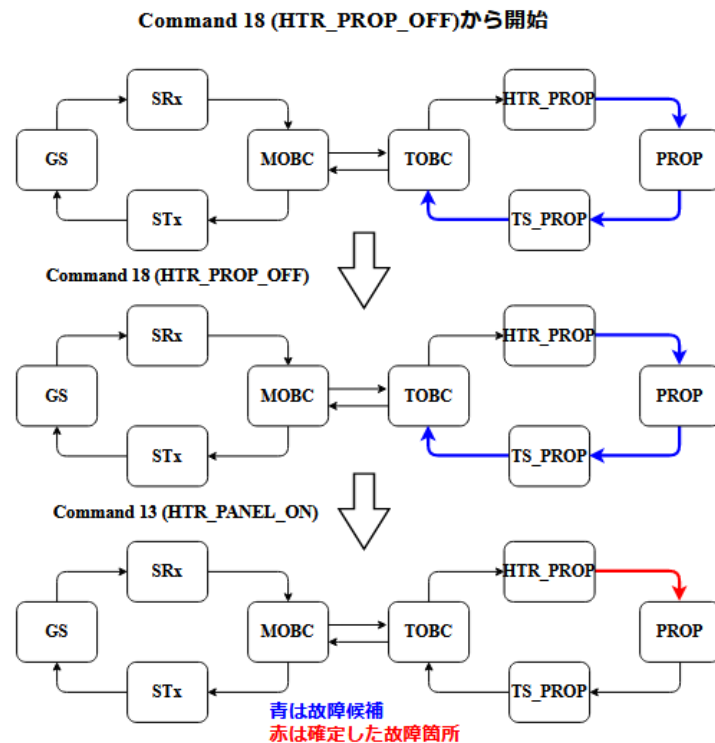 Command 18 (HTR_PROP_OFF)から開始
SRx
HTR_PROP
GS
MOBC
TOBC
PROP
STx
TS_PROP
Command 18 (HTR_PROP_OFF)
SRx
HTR_PROP
GS
MOBC
TOBC
PROP
STx
TS_PROP
Command 13 (HTR_PANEL_ON)
SRx
HTR_PROP
GS
MOBC
TOBC
PROP
STx
TS_PROP
青は故障候補
赤は確定した故障箇所